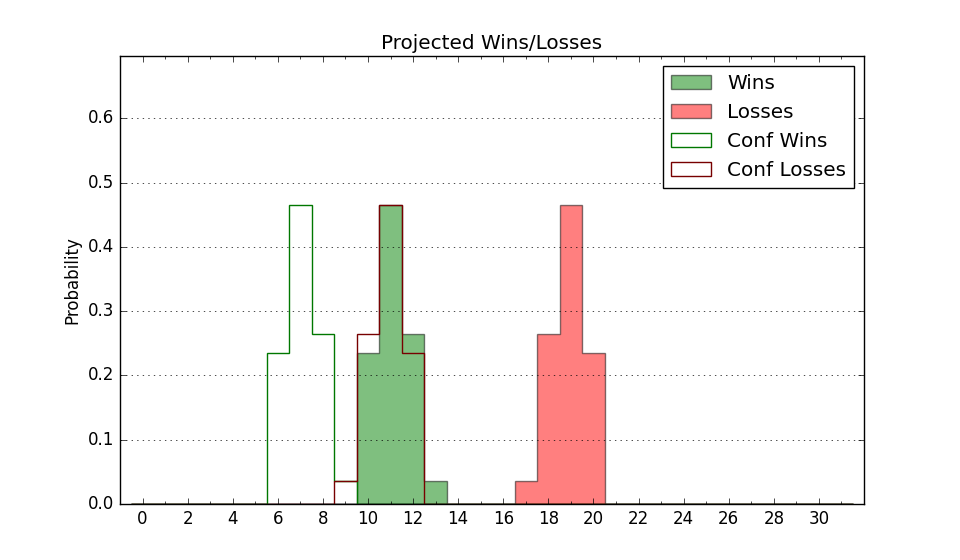 Projected Wins/Losses
Wins
Losses
Conf Wins
Conf Losses
Probability
0.6
0.5
0.4
0.3
0.2
0.1
0.0
0 2 4 6 8 10 12 14 16 18 20 22 24 26 28 30